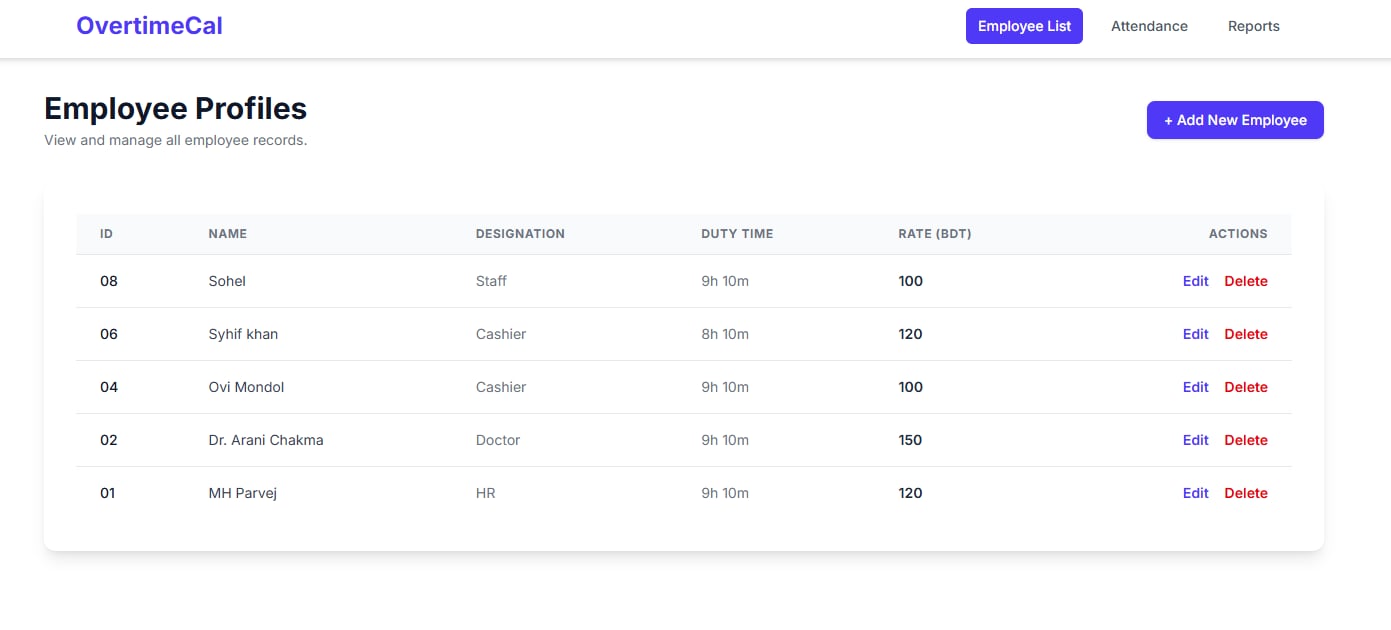 OvertimeCal Employee List Attendance Reports
Employee Profiles
+ Add New Employee
View and manage all employee records.
ID NAME DESIGNATION DUTY TIME RATE (BDT) ACTIONS
08 Sohel Staff 9h 10m 100 Edit Delete
06 Syhif khan Cashier 8h 10m 120 Edit Delete
04 Ovi Mondol Cashier 9h 10m 100 Edit Delete
02 Dr. Arani Chakma Doctor 9h 10m 150 Edit Delete
01 MH Parvej HR 9h 10m 120 Edit Delete